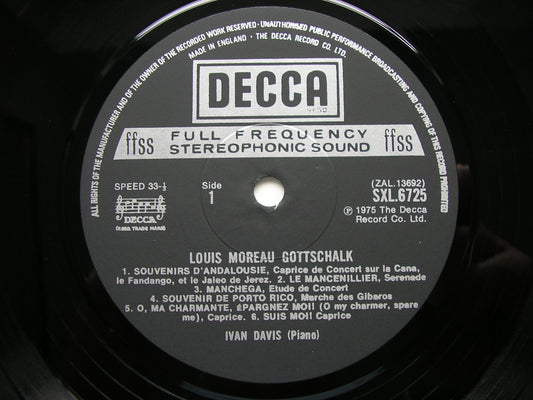 ALL RIGHTS OF THE MANUFACTURER AND OF THE OWNER OF THE RECORDED WORK RESERVED · UNAUTHORISED PUBLIC PERFORMANCE BROADCASTING AND COPYING OF THIS RECORD PROHIBITED
MADE IN ENGLAND · THE DECCA RECORD CO. LTD.
DECCA
ffss FULL FREQUENCY ffss
STEREOPHONIC SOUND
SPEED 33-⅓
Side
1
(ZAL.13692)
SXL.6725
DECCA
TRADE MARK
℗ 1975 The Decca
Record Co. Ltd.
LOUIS MOREAU GOTTSCHALK
1. SOUVENIRS D'ANDALOUSIE, Caprice de Concert sur la Cana,
le Fandango, et le Jaleo de Jerez. 2. LE MANCENILLIER, Serenade
3. MANCHEGA, Etude de Concert
4. SOUVENIR DE PORTO RICO, Marche des Gibaros
5. O, MA CHARMANTE, ÉPARGNEZ MOI! (O my charmer, spare
me), Caprice. 6. SUIS MOI! Caprice
IVAN DAVIS (Piano)